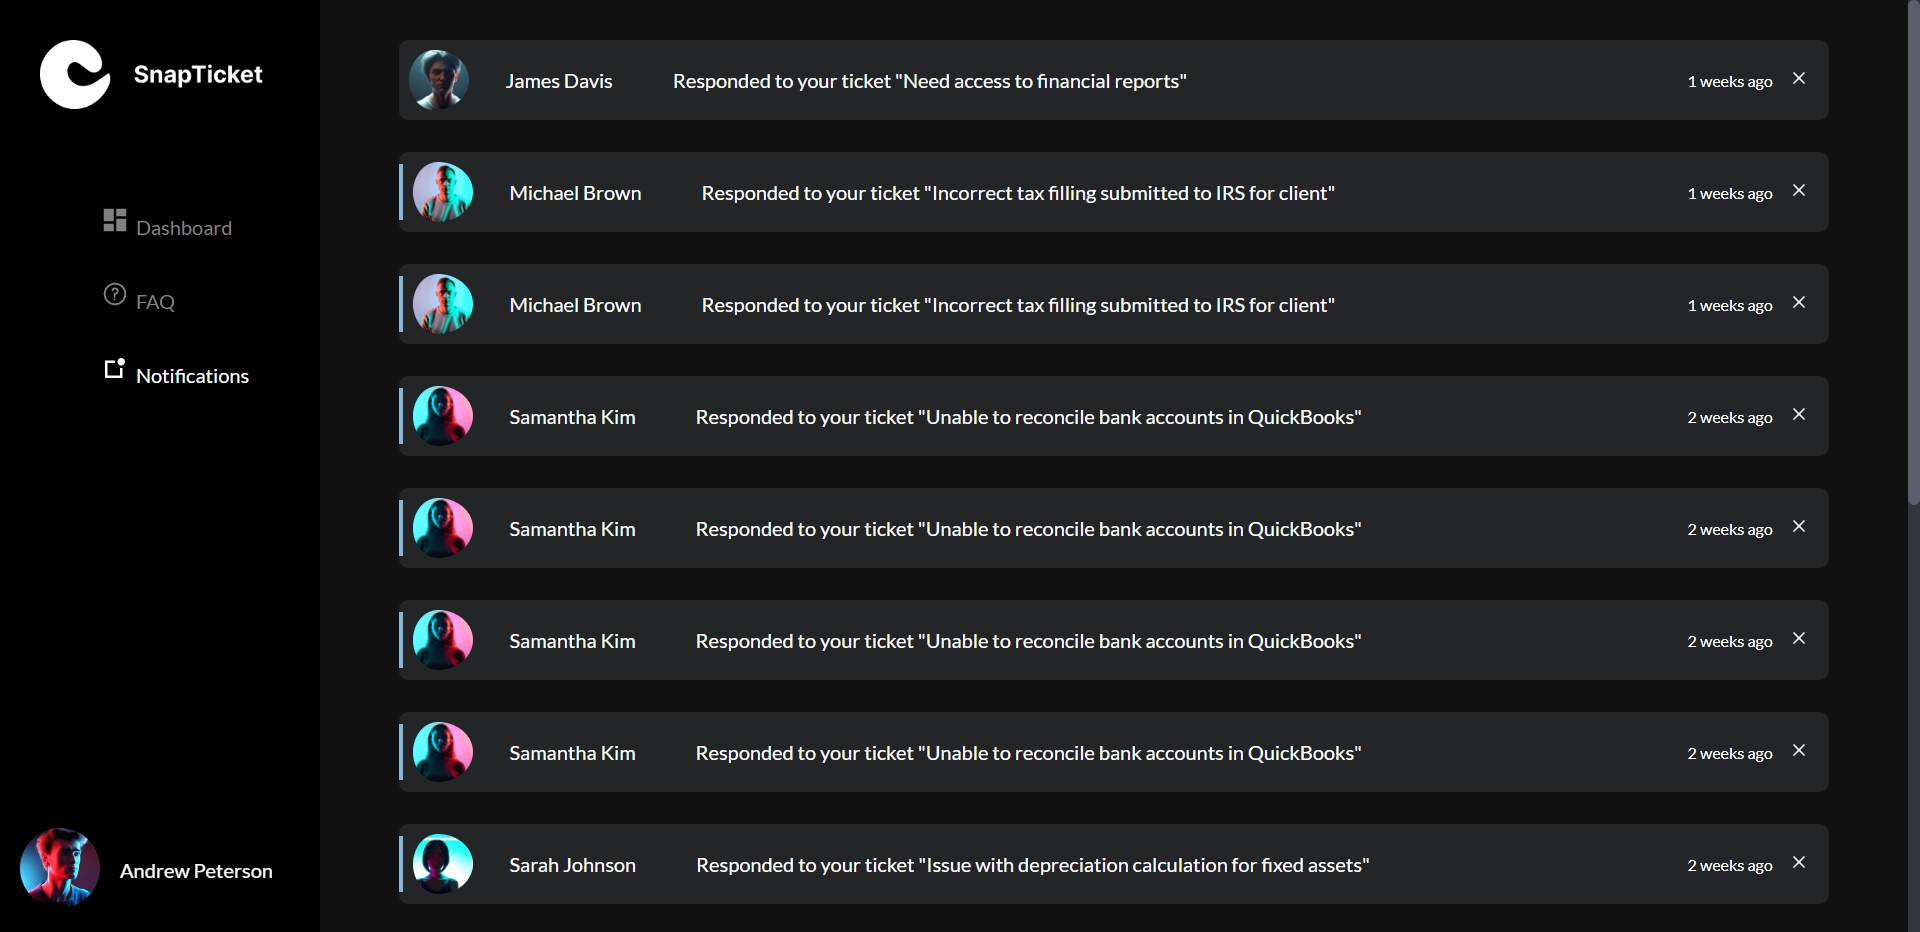 SnapTicket
Dashboard
FAQ
Notifications
Andrew Peterson
James Davis Responded to your ticket "Need access to financial reports" 1 weeks ago
Michael Brown Responded to your ticket "Incorrect tax filling submitted to IRS for client" 1 weeks ago
Michael Brown Responded to your ticket "Incorrect tax filling submitted to IRS for client" 1 weeks ago
Samantha Kim Responded to your ticket "Unable to reconcile bank accounts in QuickBooks" 2 weeks ago
Samantha Kim Responded to your ticket "Unable to reconcile bank accounts in QuickBooks" 2 weeks ago
Samantha Kim Responded to your ticket "Unable to reconcile bank accounts in QuickBooks" 2 weeks ago
Samantha Kim Responded to your ticket "Unable to reconcile bank accounts in QuickBooks" 2 weeks ago
Sarah Johnson Responded to your ticket "Issue with depreciation calculation for fixed assets" 2 weeks ago